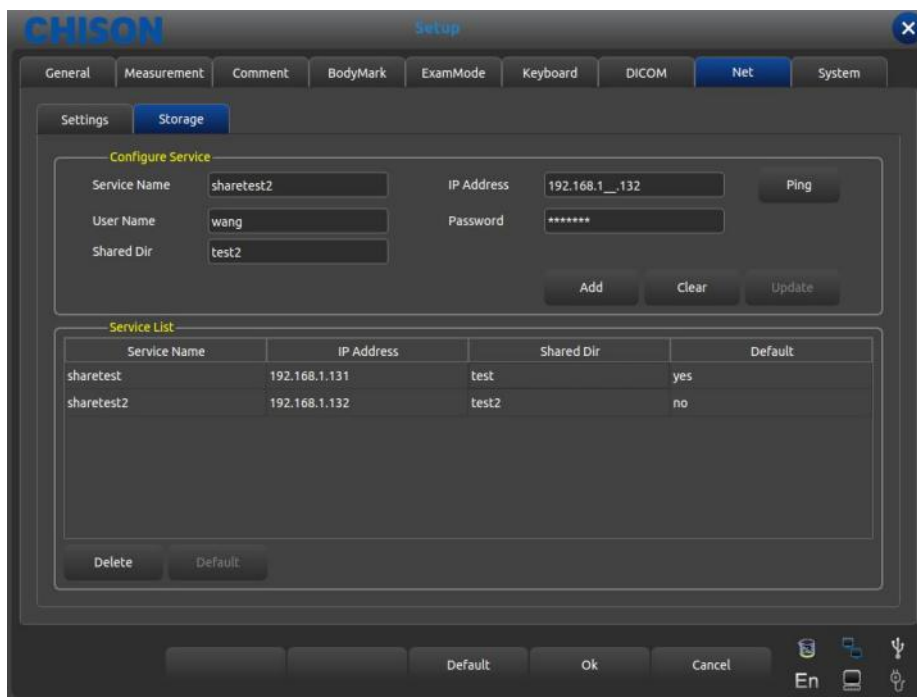 CHISON Setup
General Measurement Comment BodyMark ExamMode Keyboard DICOM Net System
Settings Storage
Configure Service
Service Name sharetest2 IP Address 192.168.1__.132 Ping
User Name wang Password *******
Shared Dir test2
Add Clear Update
Service List
Service Name IP Address Shared Dir Default
sharetest 192.168.1.131 test yes
sharetest2 192.168.1.132 test2 no
Delete Default
Default Ok Cancel
En